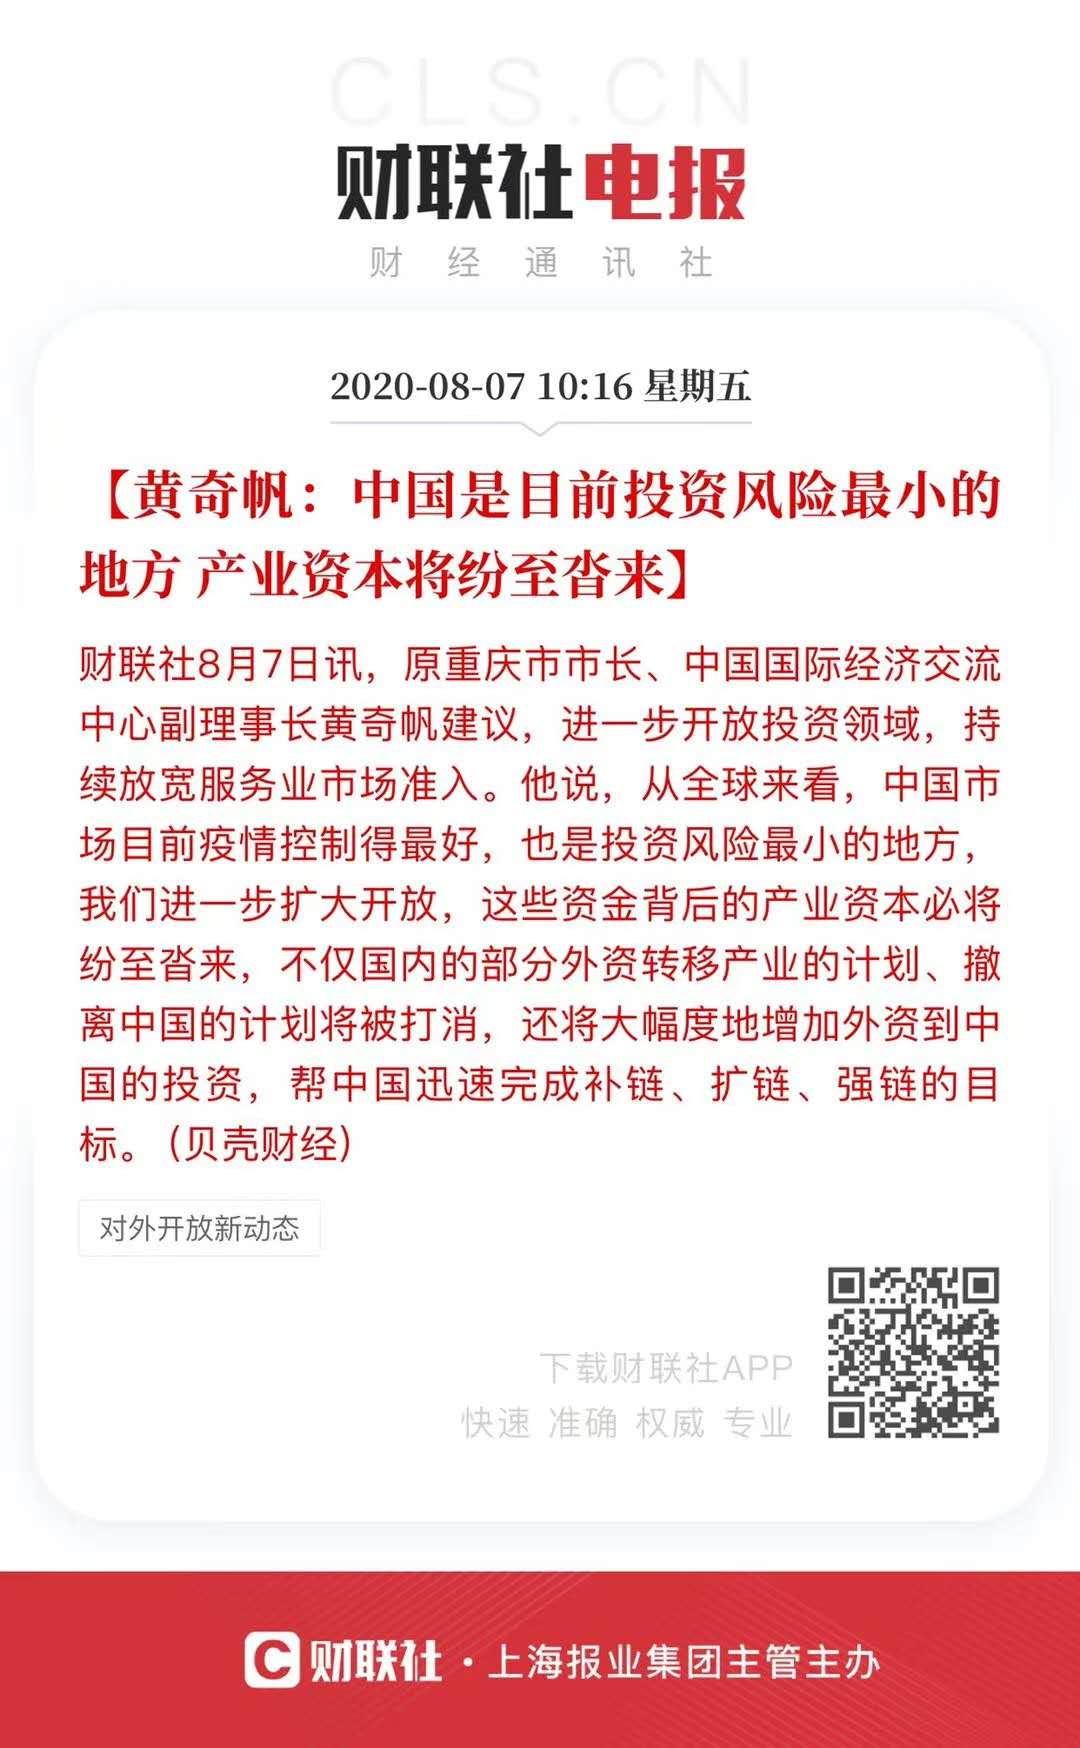 CLS.CN
财联社电报
财经通讯社
2020-08-07 10:16 星期五
【黄奇帆：中国是目前投资风险最小的
地方 产业资本将纷至沓来】
财联社8月7日讯，原重庆市市长、中国国际经济交流
中心副理事长黄奇帆建议，进一步开放投资领域，持
续放宽服务业市场准入。他说，从全球来看，中国市
场目前疫情控制得最好，也是投资风险最小的地方，
我们进一步扩大开放，这些资金背后的产业资本必将
纷至沓来，不仅国内的部分外资转移产业的计划、撤
离中国的计划将被打消，还将大幅度地增加外资到中
国的投资，帮中国迅速完成补链、扩链、强链的目
标。（贝壳财经）
对外开放新动态
下载财联社APP
快速 准确 权威 专业
C 财联社·上海报业集团主管主办